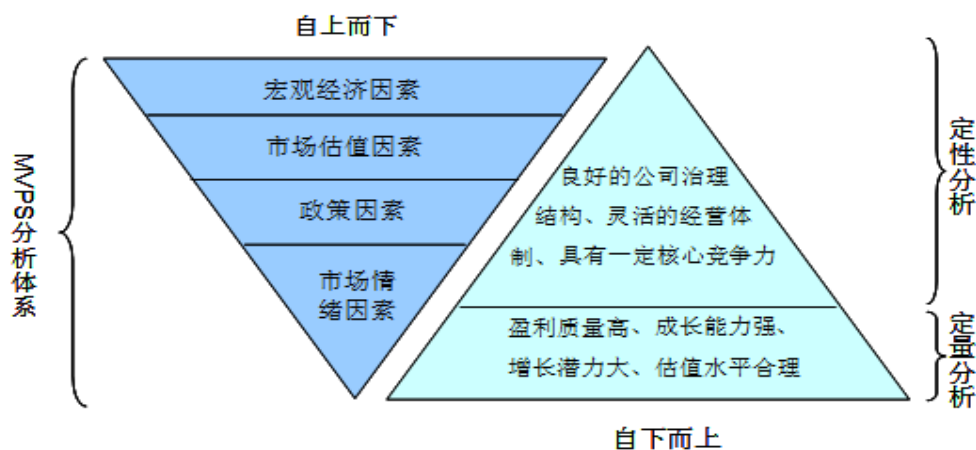 自上而下
宏观经济因素
市场估值因素
政策因素
市场情
绪因素
MVPS分析体系
良好的公司治理
结构、灵活的经营体
制、具有一定核心竞争力
盈利质量高、成长能力强、
增长潜力大、估值水平合理
定性分析
定量分析
自下而上